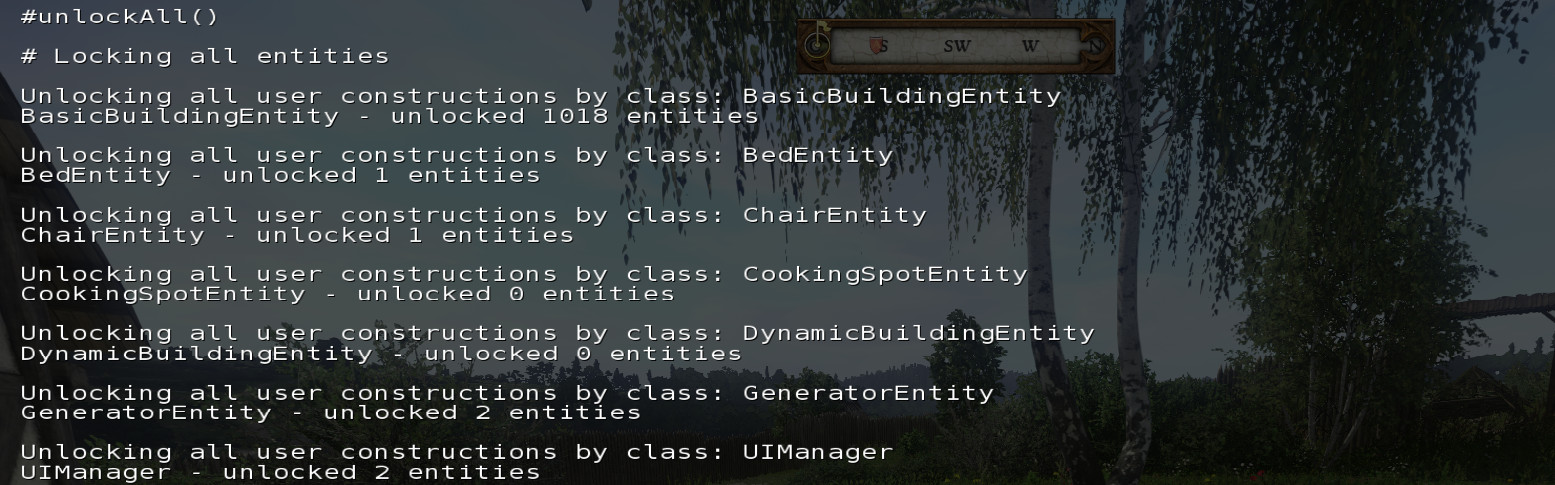 #unlockAll()
# Locking all entities
Unlocking all user constructions by class: BasicBuildingEntity
BasicBuildingEntity - unlocked 1018 entities
Unlocking all user constructions by class: BedEntity
BedEntity - unlocked 1 entities
Unlocking all user constructions by class: ChairEntity
ChairEntity - unlocked 1 entities
Unlocking all user constructions by class: CookingSpotEntity
CookingSpotEntity - unlocked 0 entities
Unlocking all user constructions by class: DynamicBuildingEntity
DynamicBuildingEntity - unlocked 0 entities
Unlocking all user constructions by class: GeneratorEntity
GeneratorEntity - unlocked 2 entities
Unlocking all user constructions by class: UIManager
UIManager - unlocked 2 entities
S SW W N